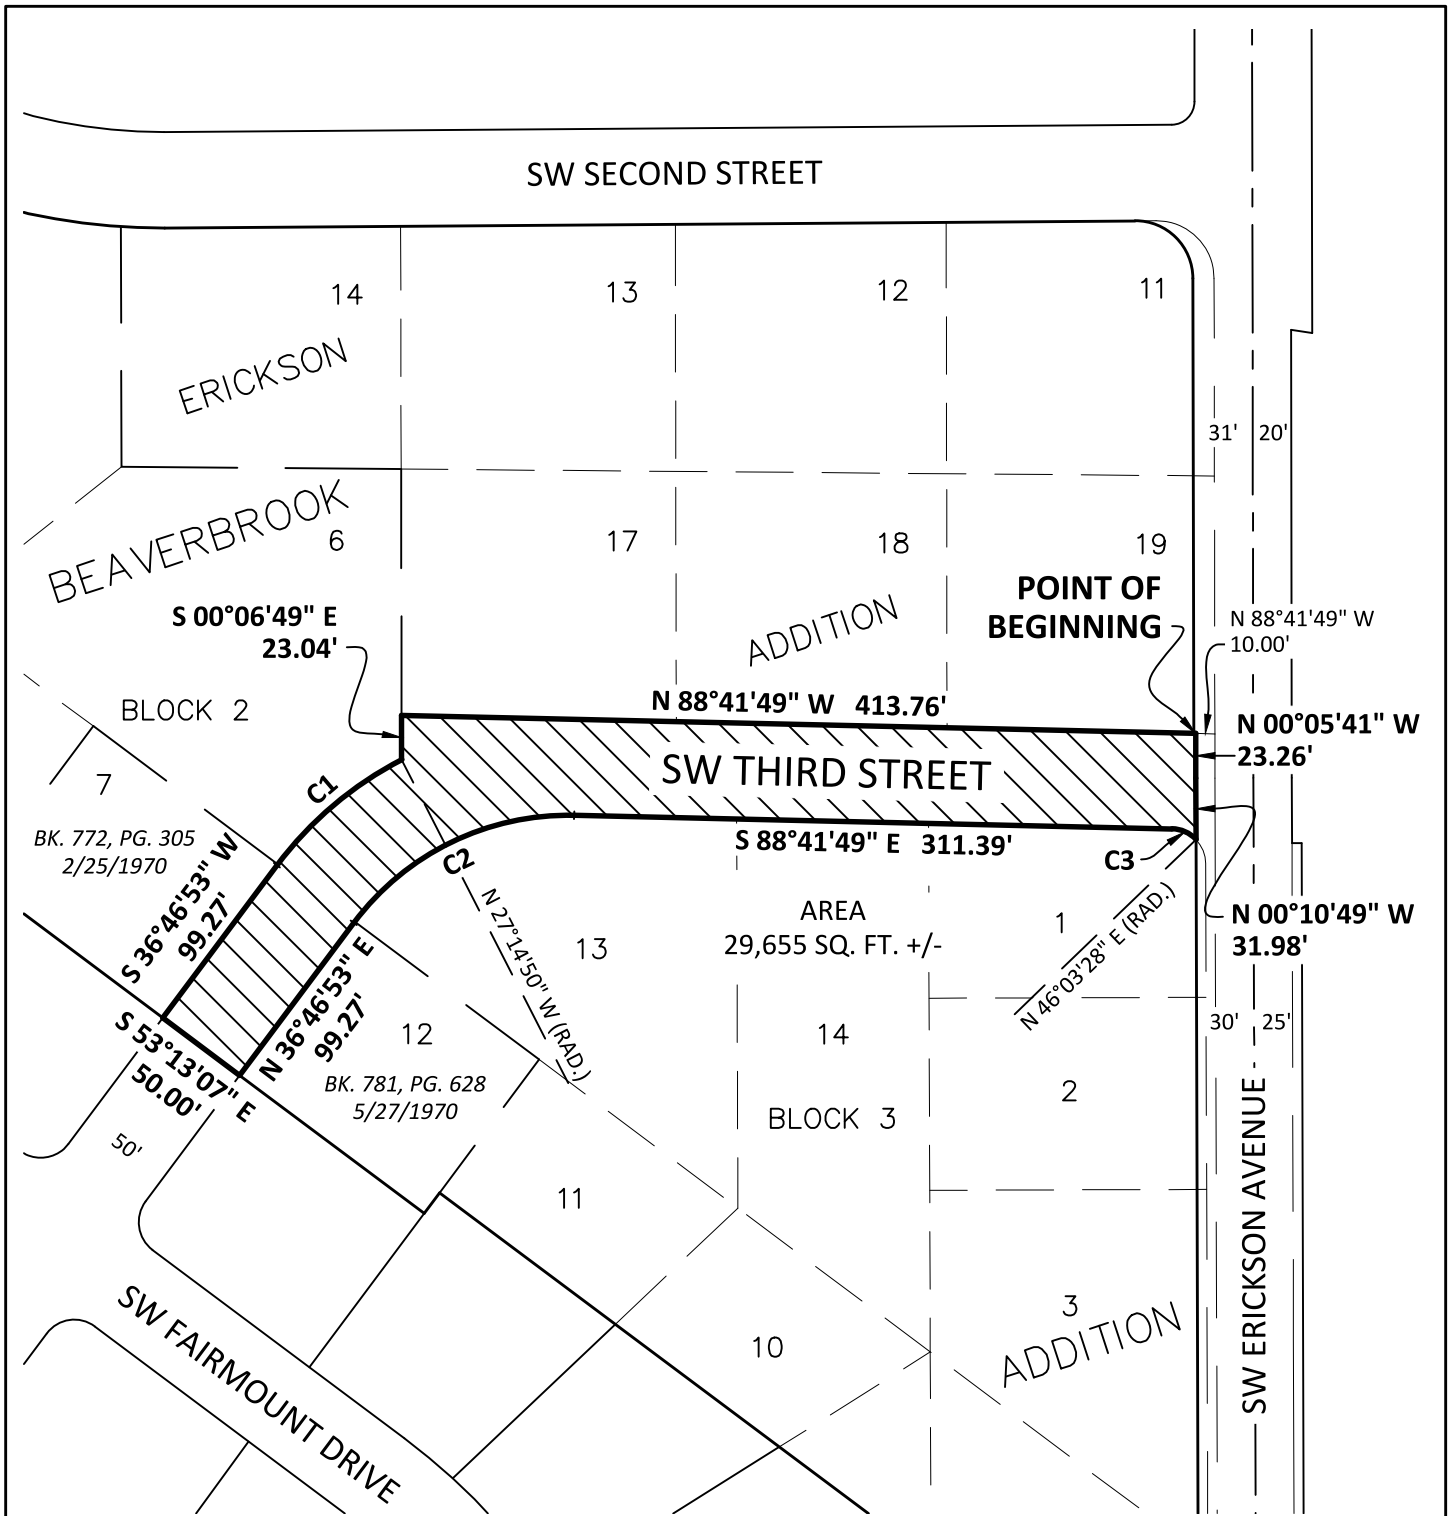 SW SECOND STREET
14
13
12
11
ERICKSON
31'
20'
BEAVERBROOK
6
17
18
19
POINT OF
BEGINNING
S 00°06'49" E
23.04'
ADDITION
N 88°41'49" W
10.00'
BLOCK 2
N 88°41'49" W 413.76'
N 00°05'41" W
23.26'
SW THIRD STREET
7
C1
BK. 772, PG. 305
2/25/1970
S 88°41'49" E 311.39'
C2
C3
S 36°46'53" W
99.27'
N 27°14'50" W (RAD.)
13
AREA
29,655 SQ. FT. +/-
1
N 46°03'28" E (RAD.)
N 00°10'49" W
31.98'
N 36°46'53" E
99.27'
S 53°13'07" E
50.00'
12
BK. 781, PG. 628
5/27/1970
14
30'
25'
2
BLOCK 3
50'
11
SW ERICKSON AVENUE
3
ADDITION
10
SW FAIRMOUNT DRIVE